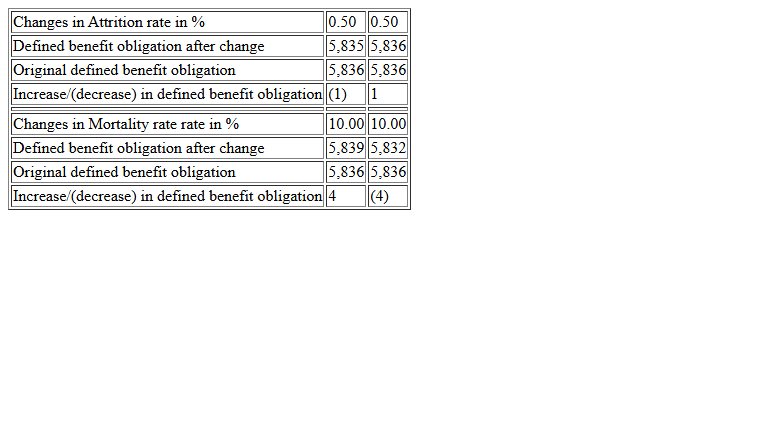 Changes in Attrition rate in % 0.50 0.50
Defined benefit obligation after change 5,835 5,836
Original defined benefit obligation 5,836 5,836
Increase/(decrease) in defined benefit obligation (1) 1
Changes in Mortality rate rate in % 10.00 10.00
Defined benefit obligation after change 5,839 5,832
Original defined benefit obligation 5,836 5,836
Increase/(decrease) in defined benefit obligation 4 (4)